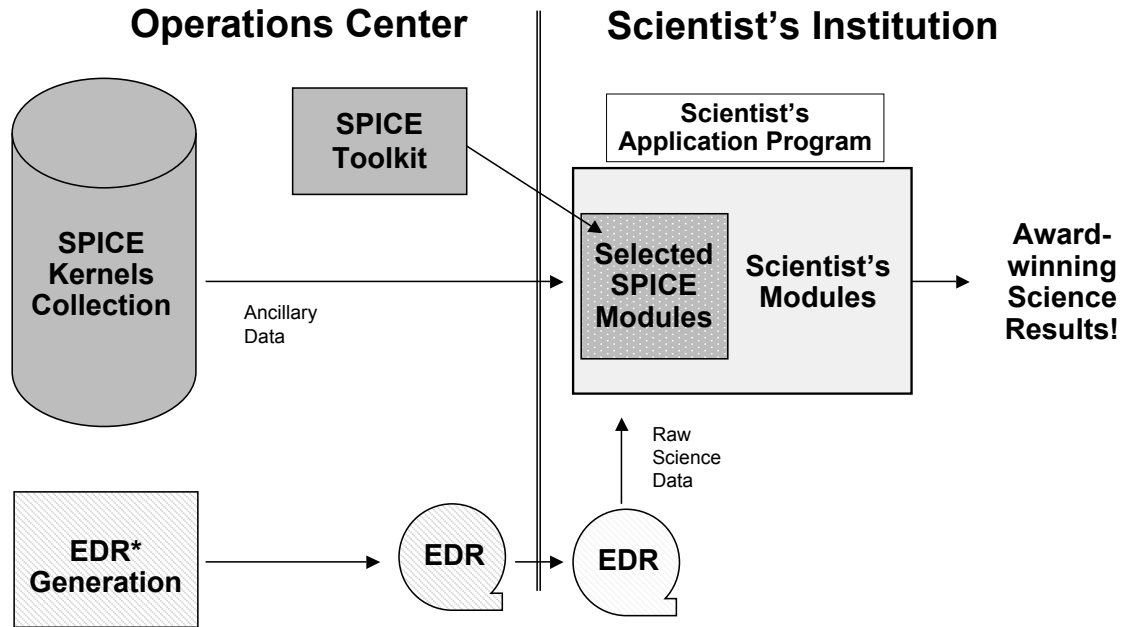 Operations Center
Scientist's Institution
SPICE
Toolkit
Scientist's
Application Program
SPICE
Kernels
Collection
Ancillary
Data
Selected
SPICE
Modules
Scientist's
Modules
Award-
winning
Science
Results!
Raw
Science
Data
EDR*
Generation
EDR
EDR